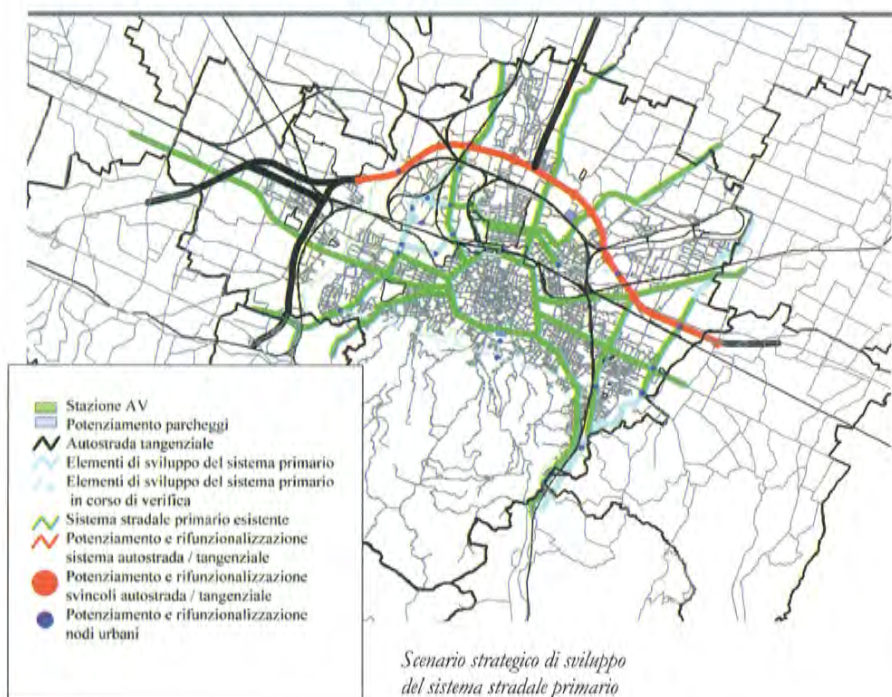 Stazione AV
Potenziamento parcheggi
Autostrada tangenziale
Elementi di sviluppo del sistema primario
Elementi di sviluppo del sistema primario
in corso di verifica
Sistema stradale primario esistente
Potenziamento e rifunzionalizzazione
sistema autostrada / tangenziale
Potenziamento e rifunzionalizzazione
svincoli autostrada / tangenziale
Potenziamento e rifunzionalizzazione
nodi urbani
Scenario strategico di sviluppo
del sistema stradale primario